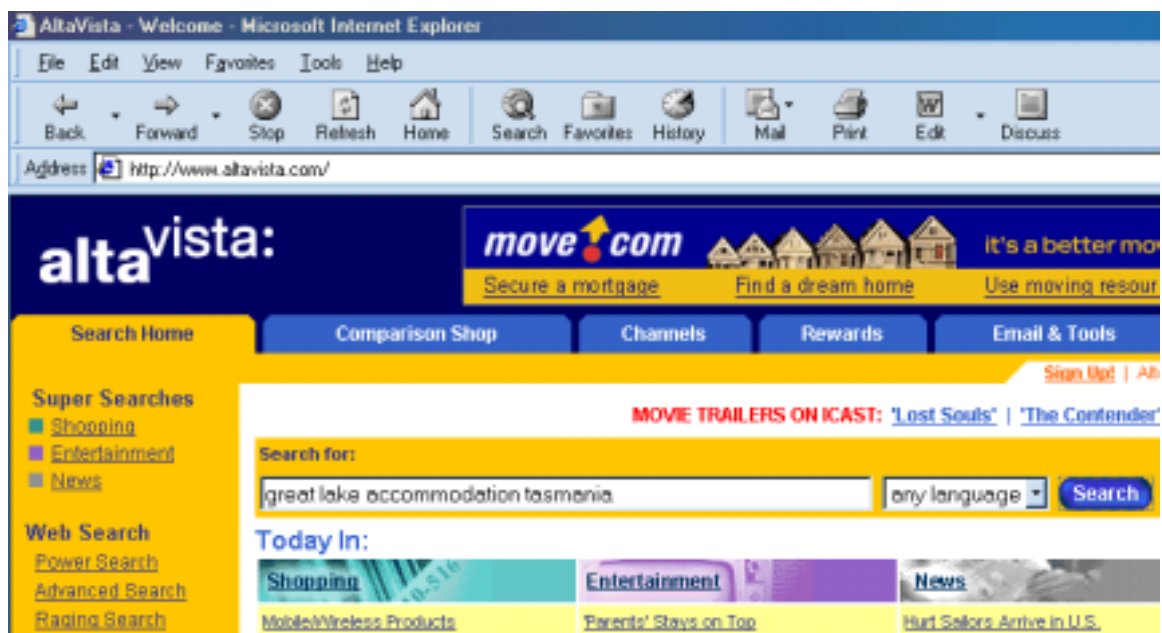 AltaVista - Welcome - Microsoft Internet Explorer
File Edit View Favorites Tools Help
Back Forward Stop Refresh Home Search Favorites History Mail Print Edit Discuss
Address http://www.altavista.com/
altavista:
move.com it's a better
Secure a mortgage Find a dream home Use moving
Search Home Comparison Shop Channels Rewards Email & Tools
Sign Up! |
Super Searches
MOVIE TRAILERS ON ICAST: 'Lost Souls' | 'The Contender'
Shopping
Entertainment
News
Search for:
great lake accommodation tasmania any language Search
Web Search
Power Search
Advanced Search
Raging Search
Today In:
Shopping Entertainment News
Mobile/Wireless Products 'Parents' Stays on Top Hurt Sailors Arrive in U.S.